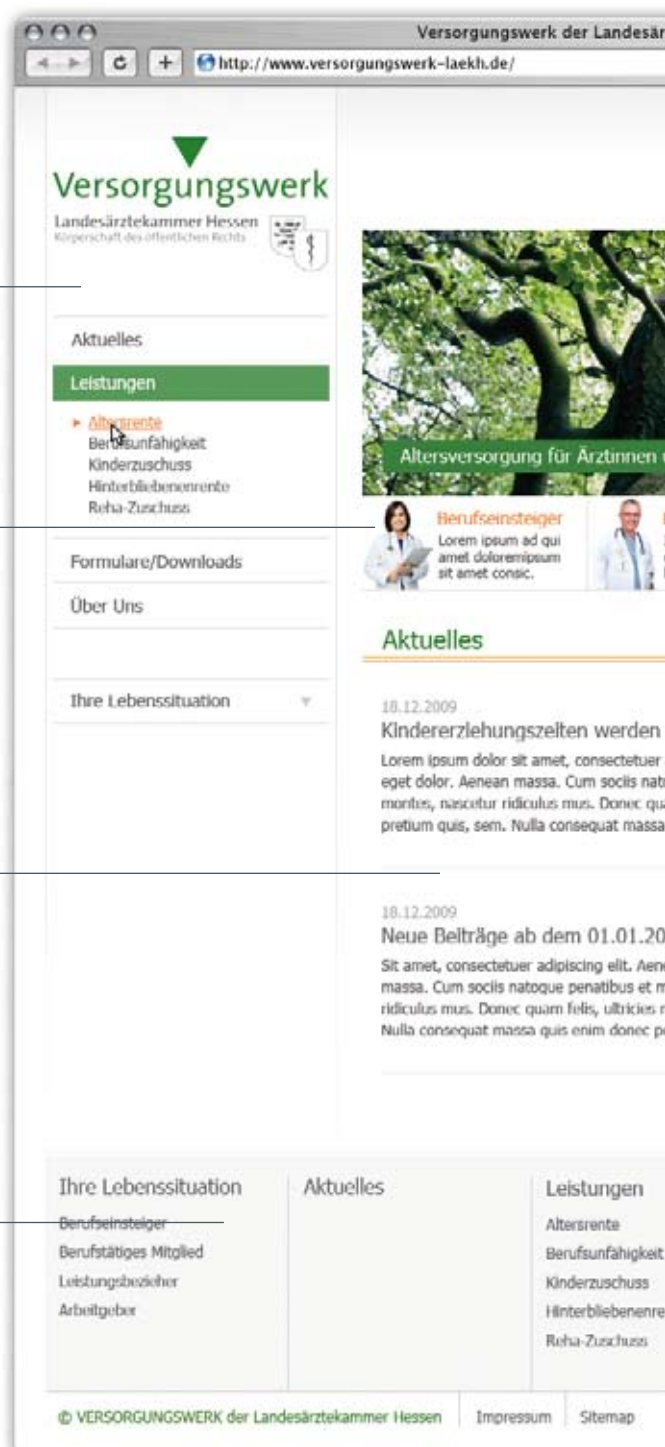 Versorgungswerk der Landesär
http://www.versorgungswerk-laekh.de/
Versorgungswerk
Landesärztekammer Hessen
Körperschaft des öffentlichen Rechts
Aktuelles
Leistungen
Altersrente
Berufsunfähigkeit
Kinderzuschuss
Hinterbliebenenrente
Reha-Zuschuss
Formulare/Downloads
Über Uns
Ihre Lebenssituation
Altersversorgung für Ärztinnen
Berufseinsteiger
Lorem ipsum ad qui
amet doloremipsum
sit amet consic.
Aktuelles
18.12.2009
Kindererziehungszeiten werden
Lorem ipsum dolor sit amet, consectetuer
eget dolor. Aenean massa. Cum sociis nat
montes, nascetur ridiculus mus. Donec qu
pretium quis, sem. Nulla consequat massa
18.12.2009
Neue Beiträge ab dem 01.01.20
Sit amet, consectetuer adipiscing elit. Aen
massa. Cum sociis natoque penatibus et m
ridiculus mus. Donec quam felis, ultricies
Nulla consequat massa quis enim donec p
Ihre Lebenssituation
Berufseinsteiger
Berufstätiges Mitglied
Leistungsbezieher
Arbeitgeber
Aktuelles
Leistungen
Altersrente
Berufsunfähigkeit
Kinderzuschuss
Hinterbliebenenre
Reha-Zuschuss
© VERSORGUNGSWERK der Landesärztekammer Hessen
Impressum
Sitemap